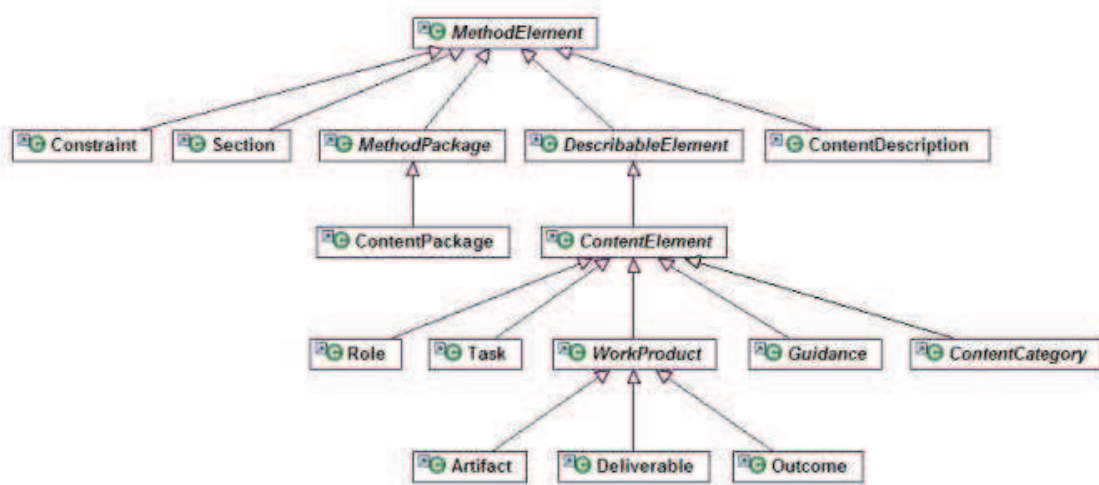 MethodElement
Constraint Section MethodPackage DescribableElement ContentDescription
ContentPackage ContentElement
Role Task WorkProduct Guidance ContentCategory
Artifact Deliverable Outcome